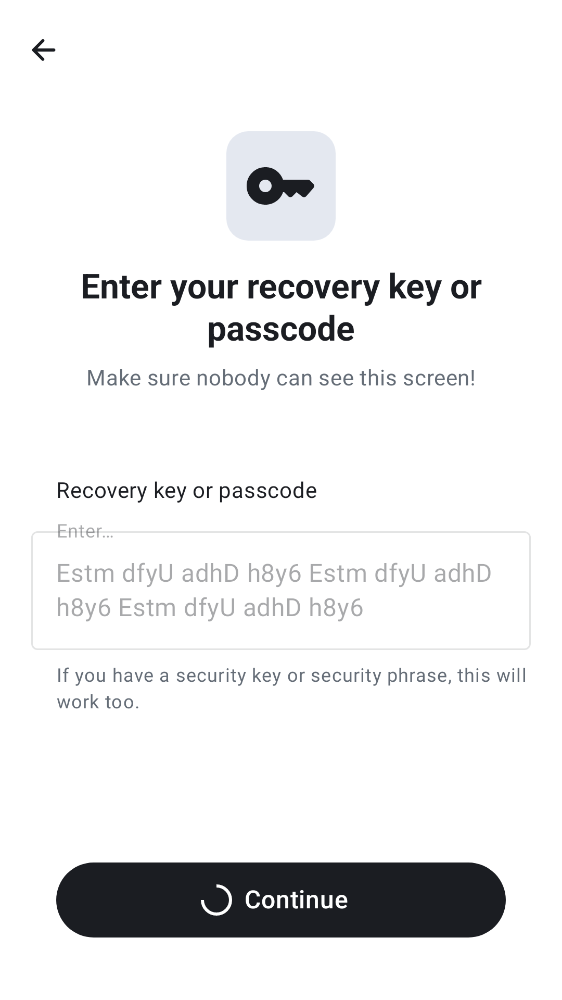 Enter your recovery key or
passcode
Make sure nobody can see this screen!
Recovery key or passcode
Enter...
Estm dfyU adhD h8y6 Estm dfyU adhD
h8y6 Estm dfyU adhD h8y6
If you have a security key or security phrase, this will
work too.
Continue